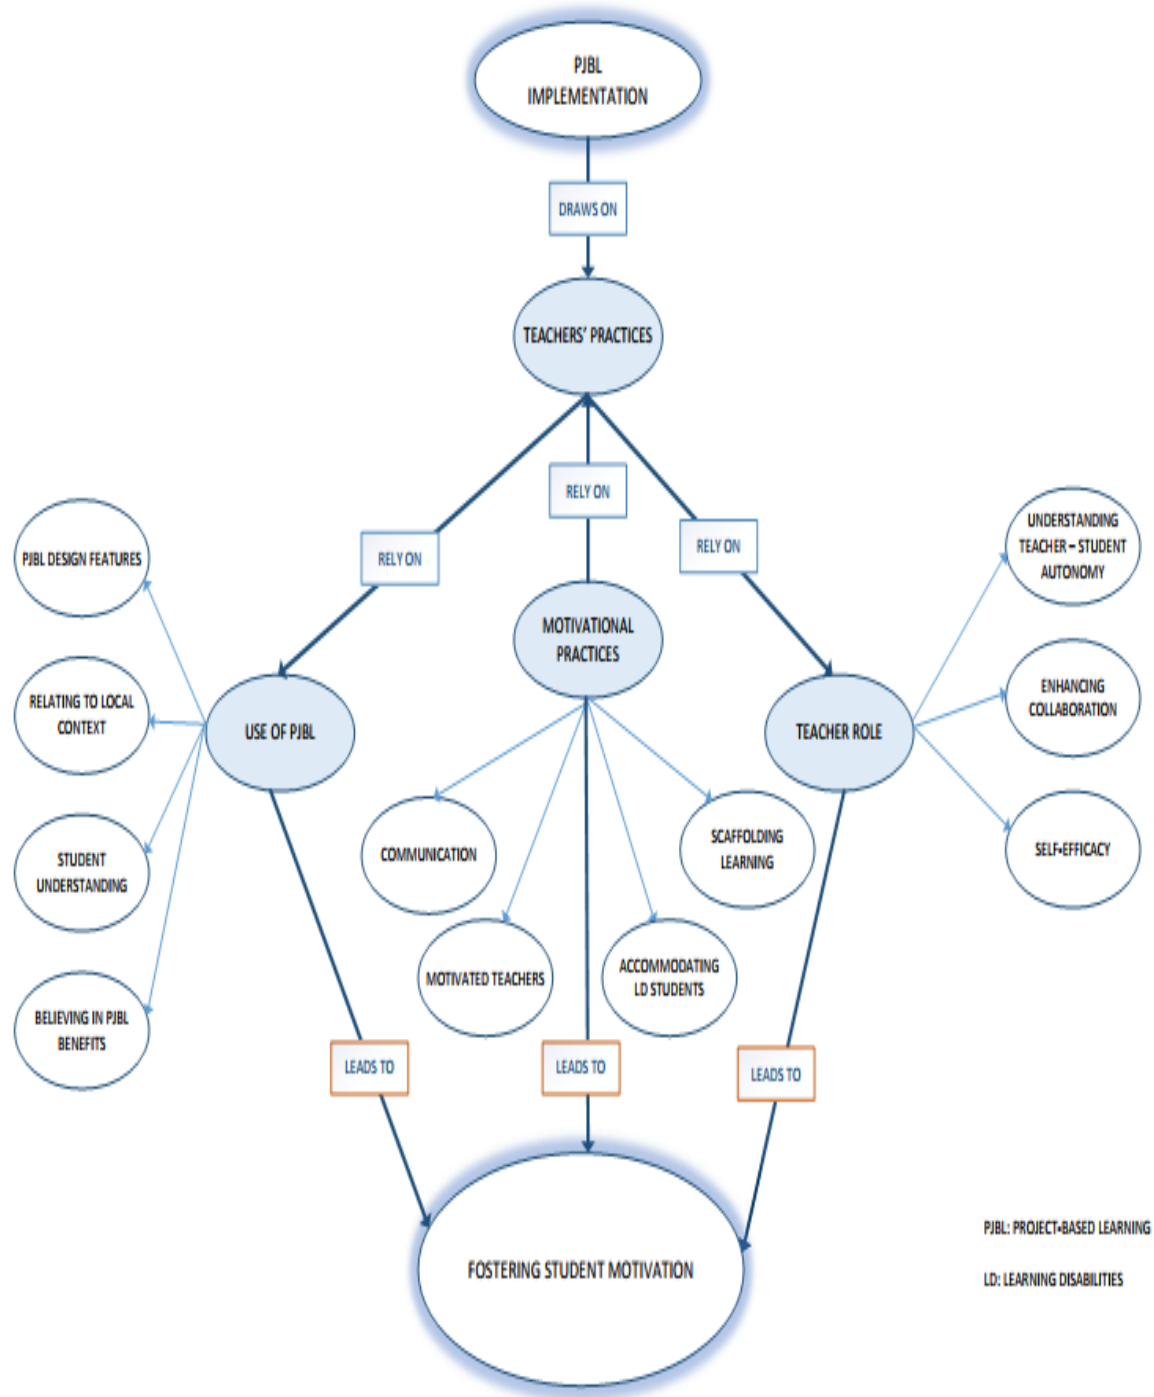 PJBL
IMPLEMENTATION
DRAWS ON
TEACHERS' PRACTICES
RELY ON
RELY ON
RELY ON
PJBL DESIGN FEATURES
RELATING TO LOCAL
CONTEXT
STUDENT
UNDERSTANDING
BELIEVING IN PJBL
BENEFITS
USE OF PJBL
MOTIVATIONAL
PRACTICES
TEACHER ROLE
UNDERSTANDING
TEACHER – STUDENT
AUTONOMY
ENHANCING
COLLABORATION
SELF-EFFICACY
COMMUNICATION
MOTIVATED TEACHERS
ACCOMMODATING
LD STUDENTS
SCAFFOLDING
LEARNING
LEADS TO
LEADS TO
LEADS TO
FOSTERING STUDENT MOTIVATION
PJBL: PROJECT-BASED LEARNING
LD: LEARNING DISABILITIES